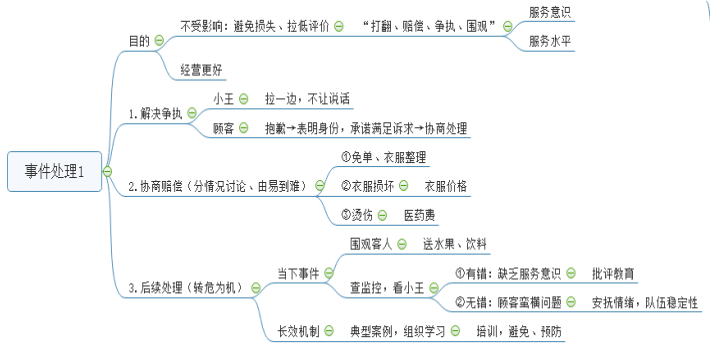 事件处理1
目的
不受影响：避免损失、拉低评价
“打翻、赔偿、争执、围观”
服务意识
服务水平
经营更好
1.解决争执
小王
拉一边，不让说话
顾客
抱歉→表明身份，承诺满足诉求→协商处理
2.协商赔偿（分情况讨论、由易到难）
①免单、衣服整理
②衣服损坏
衣服价格
③烫伤
医药费
3.后续处理（转危为机）
当下事件
围观客人
送水果、饮料
查监控，看小王
①有错：缺乏服务意识
批评教育
②无错：顾客蛮横问题
安抚情绪，队伍稳定性
长效机制
典型案例，组织学习
培训，避免、预防